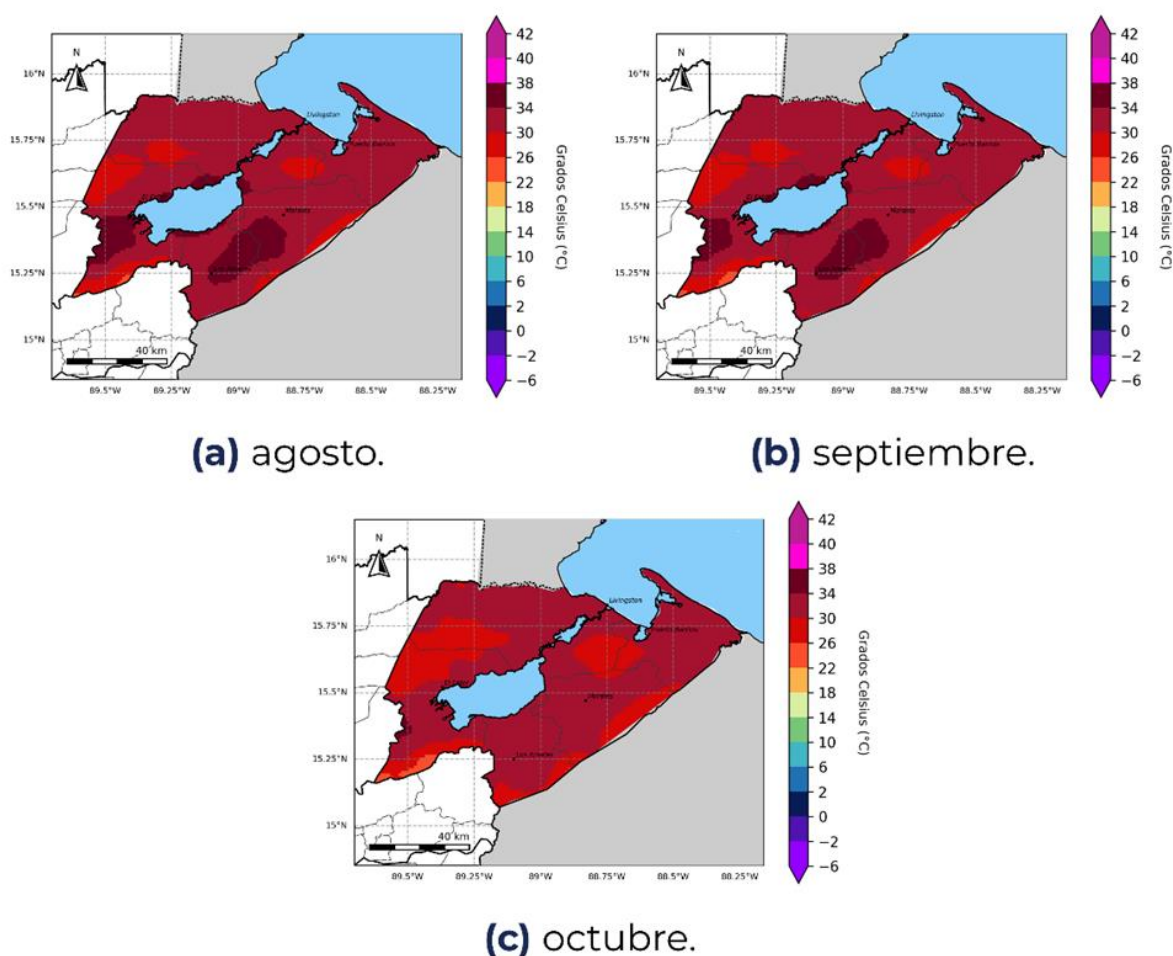 42
40
38
34
30
26
22
18
14
10
6
2
0
−2
−6
Grados Celsius (°C)
N
16°N
15.75°N
15.5°N
15.25°N
15°N
Livingston
Puerto Barrios
Morales
40 km
89.5°W
89.25°W
89°W
88.75°W
88.5°W
88.25°W
(a) agosto.
42
40
38
34
30
26
22
18
14
10
6
2
0
−2
−6
Grados Celsius (°C)
N
16°N
15.75°N
15.5°N
15.25°N
15°N
Livingston
Puerto Barrios
Morales
40 km
89.5°W
89.25°W
89°W
88.75°W
88.5°W
88.25°W
(b) septiembre.
42
40
38
34
30
26
22
18
14
10
6
2
0
−2
−6
Grados Celsius (°C)
N
16°N
15.75°N
15.5°N
15.25°N
15°N
Livingston
Puerto Barrios
El Estor
Morales
Los Amates
40 km
89.5°W
89.25°W
89°W
88.75°W
88.5°W
88.25°W
(c) octubre.